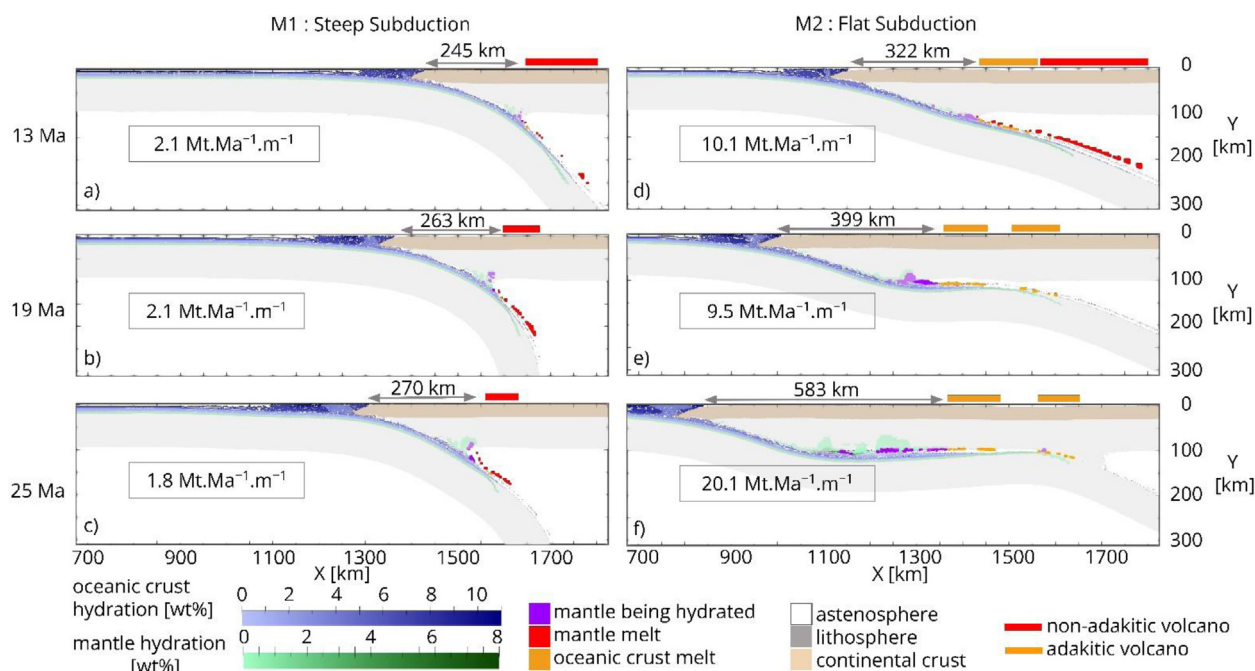 M1 : Steep Subduction
M2 : Flat Subduction
245 km
322 km
13 Ma
2.1 Mt.Ma⁻¹.m⁻¹
a)
10.1 Mt.Ma⁻¹.m⁻¹
d)
0
100
200
300
Y
[km]
263 km
399 km
19 Ma
2.1 Mt.Ma⁻¹.m⁻¹
b)
9.5 Mt.Ma⁻¹.m⁻¹
e)
0
100
200
300
Y
[km]
270 km
583 km
25 Ma
1.8 Mt.Ma⁻¹.m⁻¹
c)
20.1 Mt.Ma⁻¹.m⁻¹
f)
0
100
200
300
Y
[km]
700 900 1100 1300 1500 1700
X [km]
700 900 1100 1300 1500 1700
X [km]
oceanic crust
hydration [wt%]
0 2 4 6 8 10
mantle hydration
[wt%]
0 2 4 6 8
mantle being hydrated
mantle melt
oceanic crust melt
astenosphere
lithosphere
continental crust
non-adakitic volcano
adakitic volcano